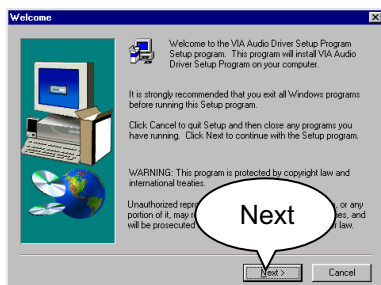 Welcome
Welcome to the VIA Audio Driver Setup Program
Setup program. This program will install VIA Audio
Driver Setup Program on your computer.
It is strongly recommended that you exit all Windows programs
before running this Setup program.
Click Cancel to quit Setup and then close any programs you
have running. Click Next to continue with the Setup program.
WARNING: This program is protected by copyright law and
international treaties.
Unauthorized , or any
portion of it, may and
will be prosecuted law.
Next
Next >
Cancel